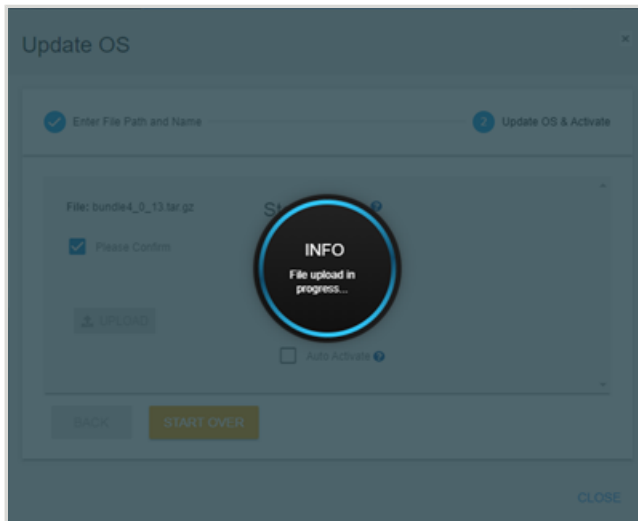 Update OS
×
Enter File Path and Name
2 Update OS & Activate
File: bundle4_0_13.tar.gz
Please Confirm
INFO
File upload in
progress...
UPLOAD
Auto Activate ?
BACK
START OVER
CLOSE